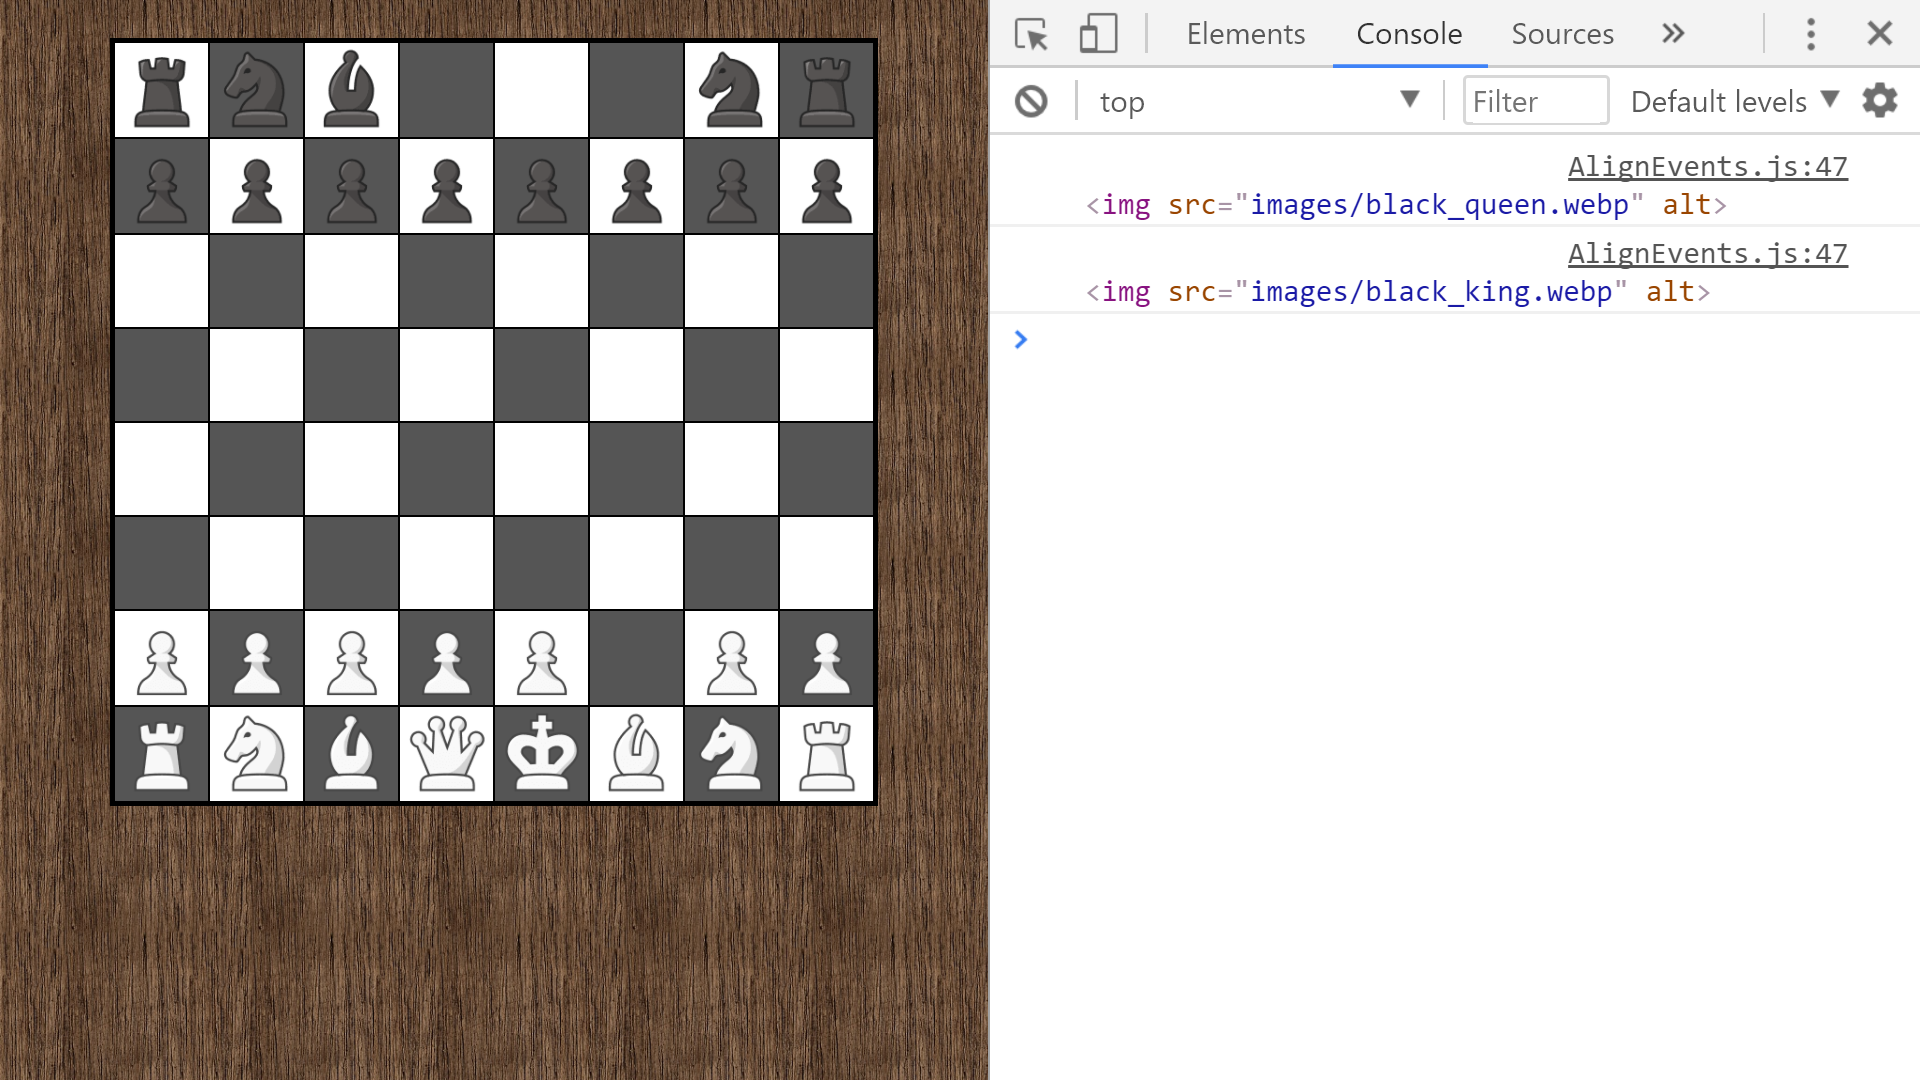 Elements Console Sources
top Filter Default levels
AlignEvents.js:47
<img src="images/black_queen.webp" alt>
AlignEvents.js:47
<img src="images/black_king.webp" alt>